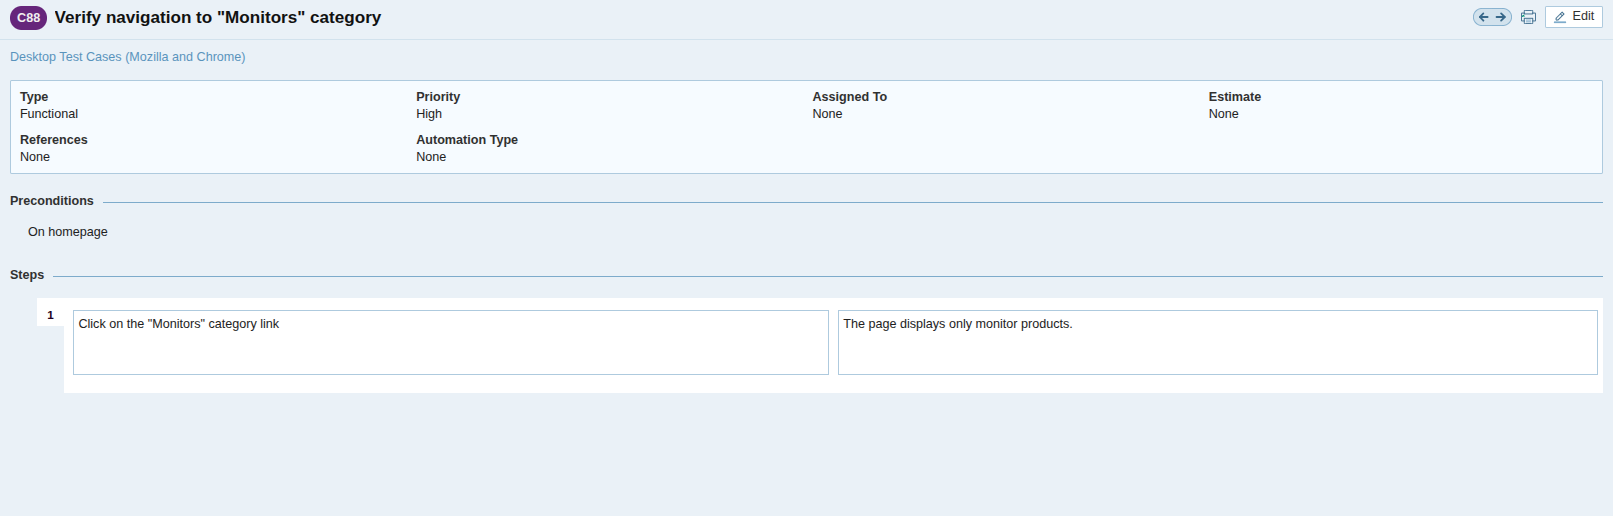 C88 Verify navigation to "Monitors" category
Edit
Desktop Test Cases (Mozilla and Chrome)
Type Priority Assigned To Estimate
Functional High None None
References Automation Type
None None
Preconditions
On homepage
Steps
1 Click on the "Monitors" category link The page displays only monitor products.